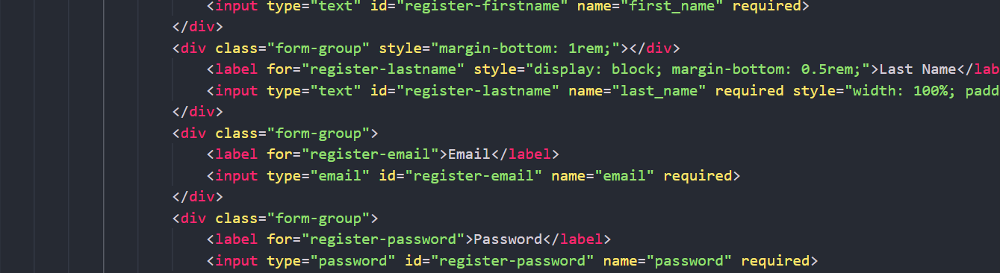 <input type="text" id="register-firstname" name="first_name" required>
</div>
<div class="form-group" style="margin-bottom: 1rem;"></div>
<label for="register-lastname" style="display: block; margin-bottom: 0.5rem;">Last Name</lab
<input type="text" id="register-lastname" name="last_name" required style="width: 100%; padd
</div>
<div class="form-group">
<label for="register-email">Email</label>
<input type="email" id="register-email" name="email" required>
</div>
<div class="form-group">
<label for="register-password">Password</label>
<input type="password" id="register-password" name="password" required>